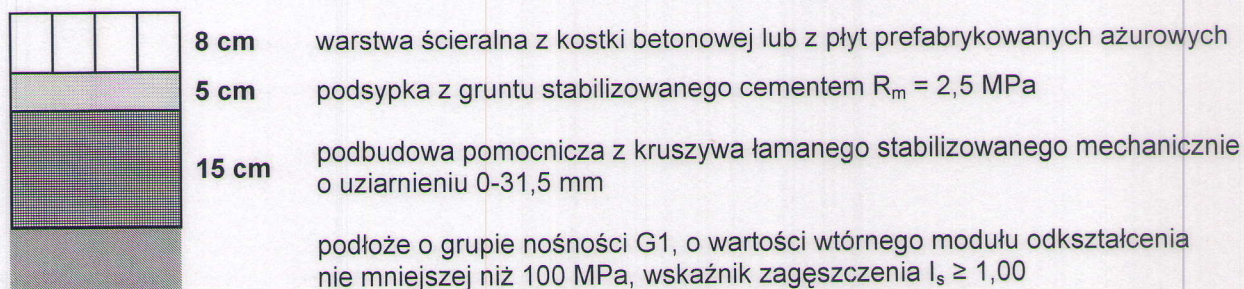 8 cm warstwa ścieralna z kostki betonowej lub z płyt prefabrykowanych ażurowych
5 cm podsypka z gruntu stabilizowanego cementem Rₘ = 2,5 MPa
15 cm podbudowa pomocnicza z kruszywa łamanego stabilizowanego mechanicznie
o uziarnieniu 0-31,5 mm
podłoże o grupie nośności G1, o wartości wtórnego modułu odkształcenia
nie mniejszej niż 100 MPa, wskaźnik zagęszczenia Iₛ ≥ 1,00